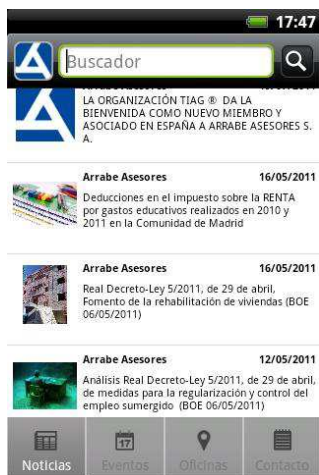 17:47
Buscador
LA ORGANIZACIÓN TIAG ® DA LA
BIENVENIDA COMO NUEVO MIEMBRO Y
ASOCIADO EN ESPAÑA A ARRABE ASESORES S.
A.
Arrabe Asesores 16/05/2011
Deducciones en el impuesto sobre la RENTA
por gastos educativos realizados en 2010 y
2011 en la Comunidad de Madrid
Arrabe Asesores 16/05/2011
Real Decreto-Ley 5/2011, de 29 de abril,
Fomento de la rehabilitación de viviendas (BOE
06/05/2011)
Arrabe Asesores 12/05/2011
Análisis Real Decreto-Ley 5/2011, de 29 de abril,
de medidas para la regularización y control del
empleo sumergido (BOE 06/05/2011)
17
Noticias Eventos Oficinas Contacto